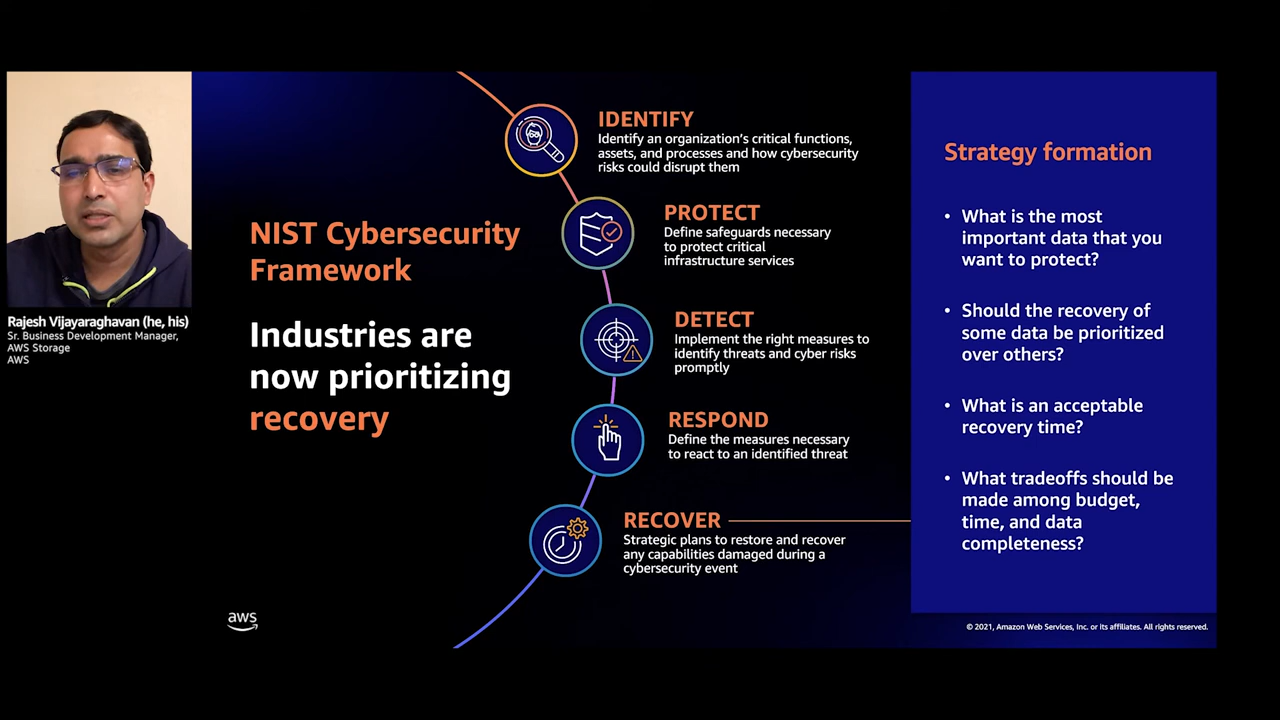 Rajesh Vijayaraghavan (he, his)
Sr. Business Development Manager,
AWS Storage
AWS
NIST Cybersecurity
Framework
Industries are
now prioritizing
recovery
IDENTIFY
Identify an organization's critical functions,
assets, and processes and how cybersecurity
risks could disrupt them
PROTECT
Define safeguards necessary
to protect critical
infrastructure services
DETECT
Implement the right measures to
identify threats and cyber risks
promptly
RESPOND
Define the measures necessary
to react to an identified threat
RECOVER
Strategic plans to restore and recover
any capabilities damaged during a
cybersecurity event
Strategy formation
• What is the most
important data that you
want to protect?
• Should the recovery of
some data be prioritized
over others?
• What is an acceptable
recovery time?
• What tradeoffs should be
made among budget,
time, and data
completeness?
aws
© 2021, Amazon Web Services, Inc. or its affiliates. All rights reserved.